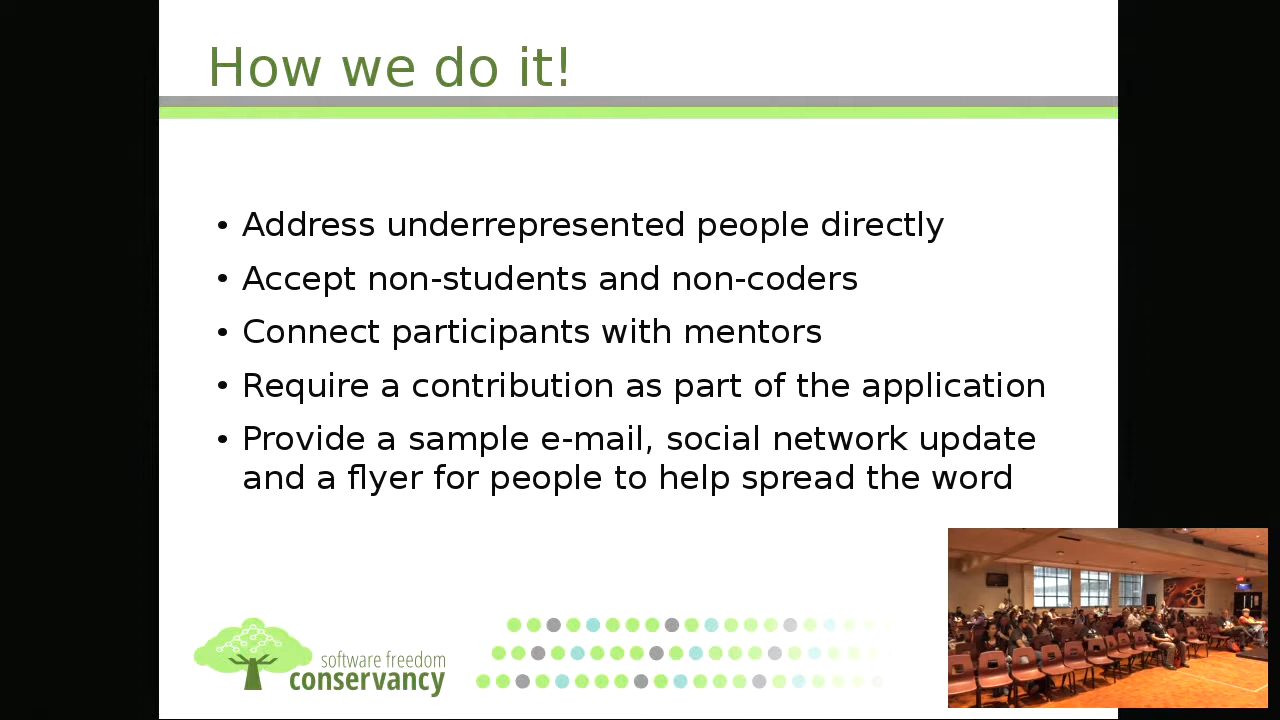 How we do it!
• Address underrepresented people directly
• Accept non-students and non-coders
• Connect participants with mentors
• Require a contribution as part of the application
• Provide a sample e-mail, social network update
and a flyer for people to help spread the word
software freedom
conservancy